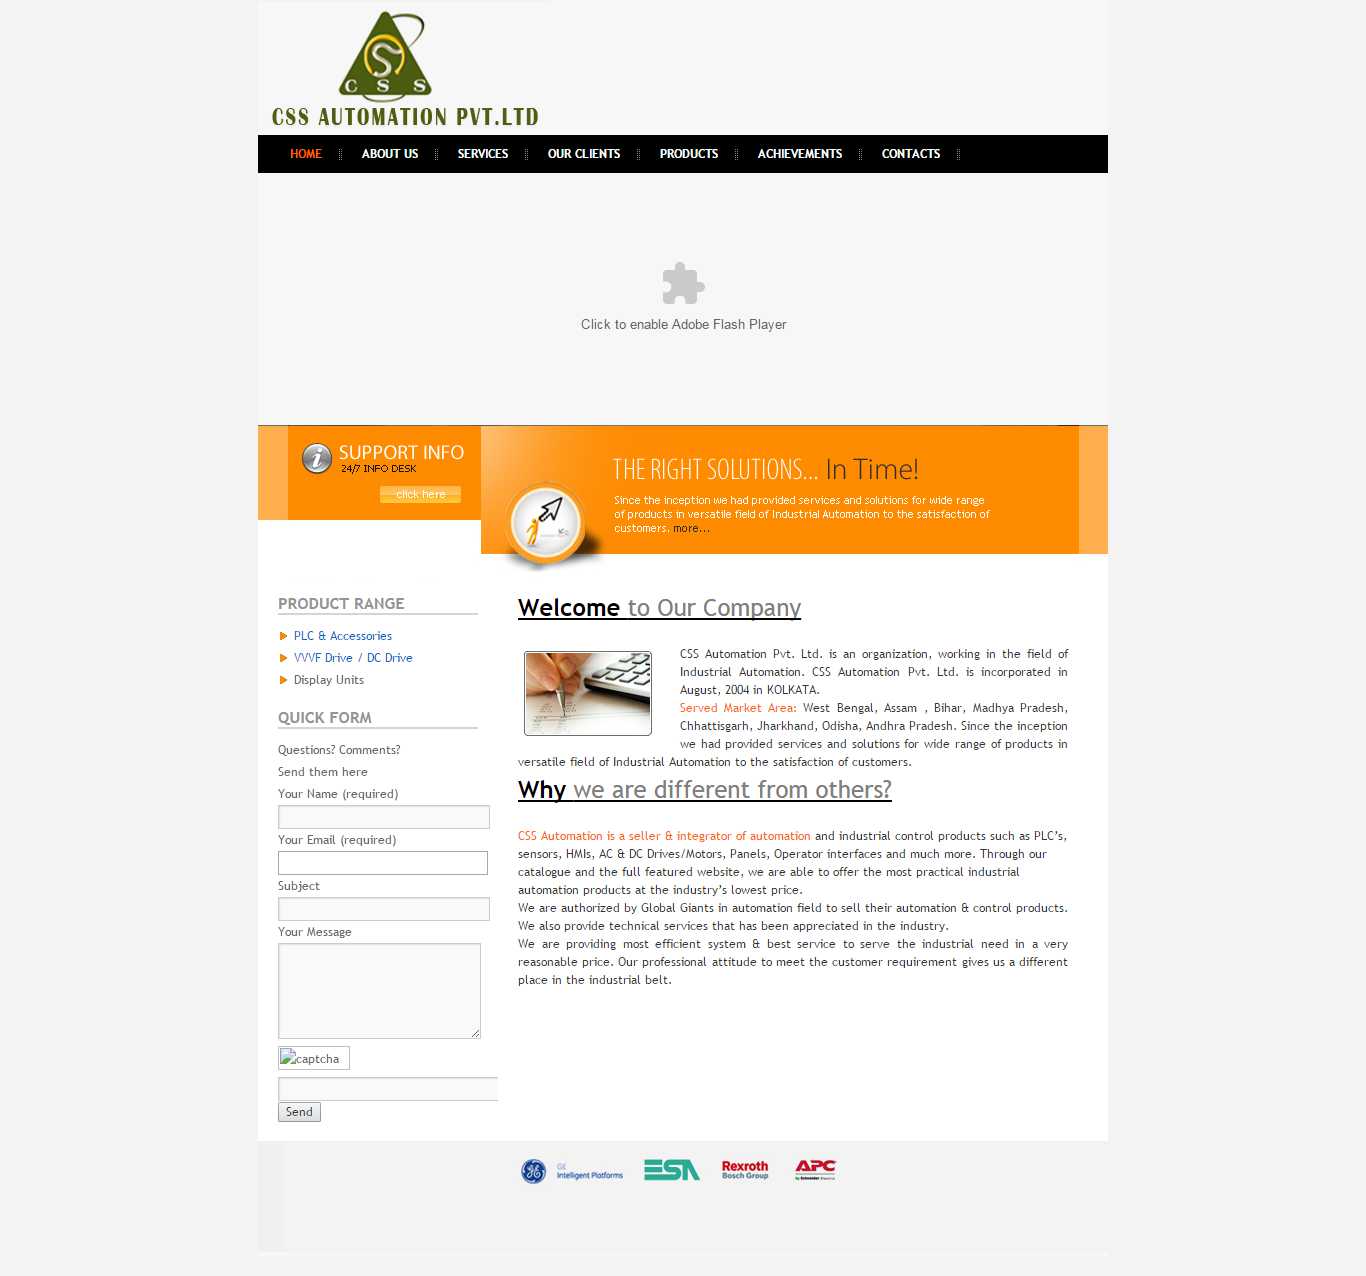 CSS
CSS AUTOMATION PVT.LTD
HOME
ABOUT US
SERVICES
OUR CLIENTS
PRODUCTS
ACHIEVEMENTS
CONTACTS
Click to enable Adobe Flash Player
SUPPORT INFO
24/7 INFO DESK
click here
THE RIGHT SOLUTIONS... In Time!
Since the inception we had provided services and solutions for wide range
of products in versatile field of Industrial Automation to the satisfaction of
customers. more...
PRODUCT RANGE
PLC & Accessories
VVVF Drive / DC Drive
Display Units
QUICK FORM
Questions? Comments?
Send them here
Your Name (required)
Your Email (required)
Subject
Your Message
captcha
Send
Welcome to Our Company
CSS Automation Pvt. Ltd. is an organization, working in the field of
Industrial Automation. CSS Automation Pvt. Ltd. is incorporated in
August, 2004 in KOLKATA.
Served Market Area: West Bengal, Assam , Bihar, Madhya Pradesh,
Chhattisgarh, Jharkhand, Odisha, Andhra Pradesh. Since the inception
we had provided services and solutions for wide range of products in
versatile field of Industrial Automation to the satisfaction of customers.
Why we are different from others?
CSS Automation is a seller & integrator of automation and industrial control products such as PLC’s,
sensors, HMIs, AC & DC Drives/Motors, Panels, Operator interfaces and much more. Through our
catalogue and the full featured website, we are able to offer the most practical industrial
automation products at the industry’s lowest price.
We are authorized by Global Giants in automation field to sell their automation & control products.
We also provide technical services that has been appreciated in the industry.
We are providing most efficient system & best service to serve the industrial need in a very
reasonable price. Our professional attitude to meet the customer requirement gives us a different
place in the industrial belt.
GE
Intelligent Platforms
ESA
Rexroth
Bosch Group
APC
by Schneider Electric